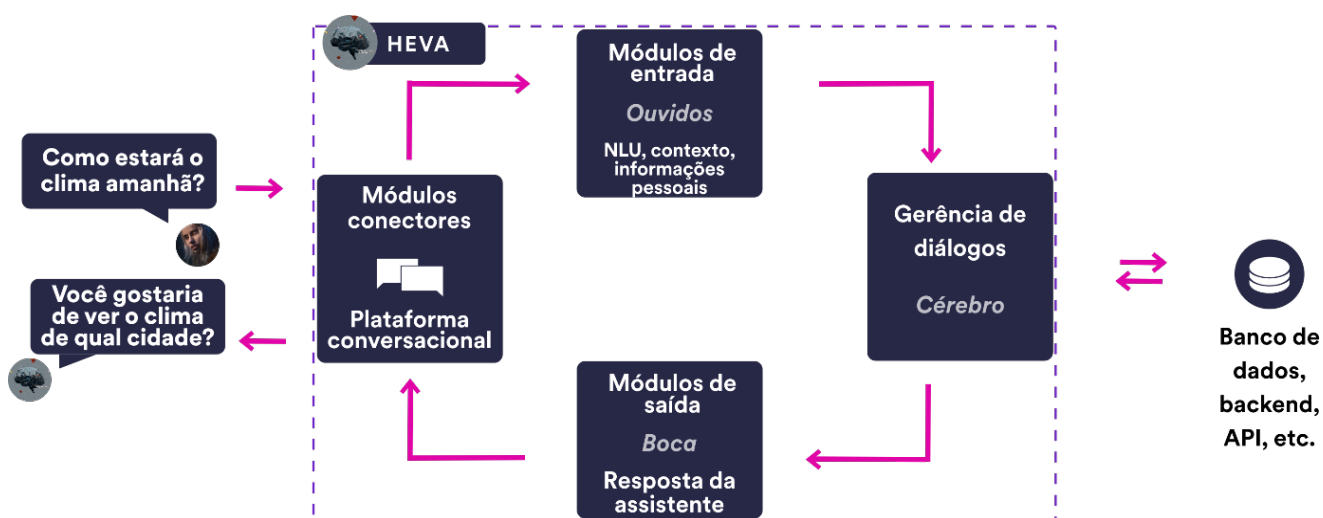 HEVA
Como estará o
clima amanhã?
Você gostaria
de ver o clima
de qual cidade?
Módulos
conectores
Plataforma
conversacional
Módulos de
entrada
Ouvidos
NLU, contexto,
informações
pessoais
Gerência de
diálogos
Cérebro
Módulos de
saída
Boca
Resposta da
assistente
Banco de
dados,
backend,
API, etc.